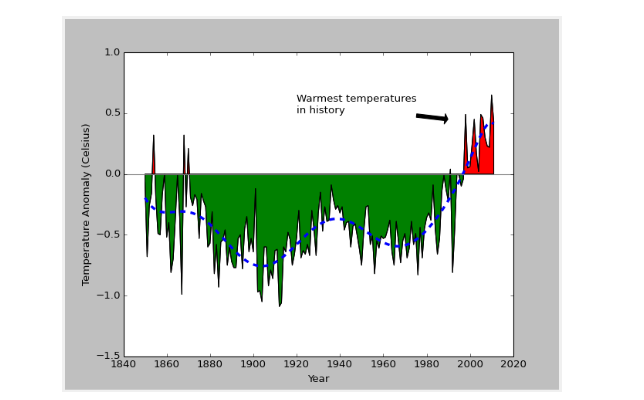 1.0
0.5
0.0
−0.5
−1.0
−1.5
Temperature Anomaly (Celsius)
Warmest temperatures
in history
1840 1860 1880 1900 1920 1940 1960 1980 2000 2020
Year